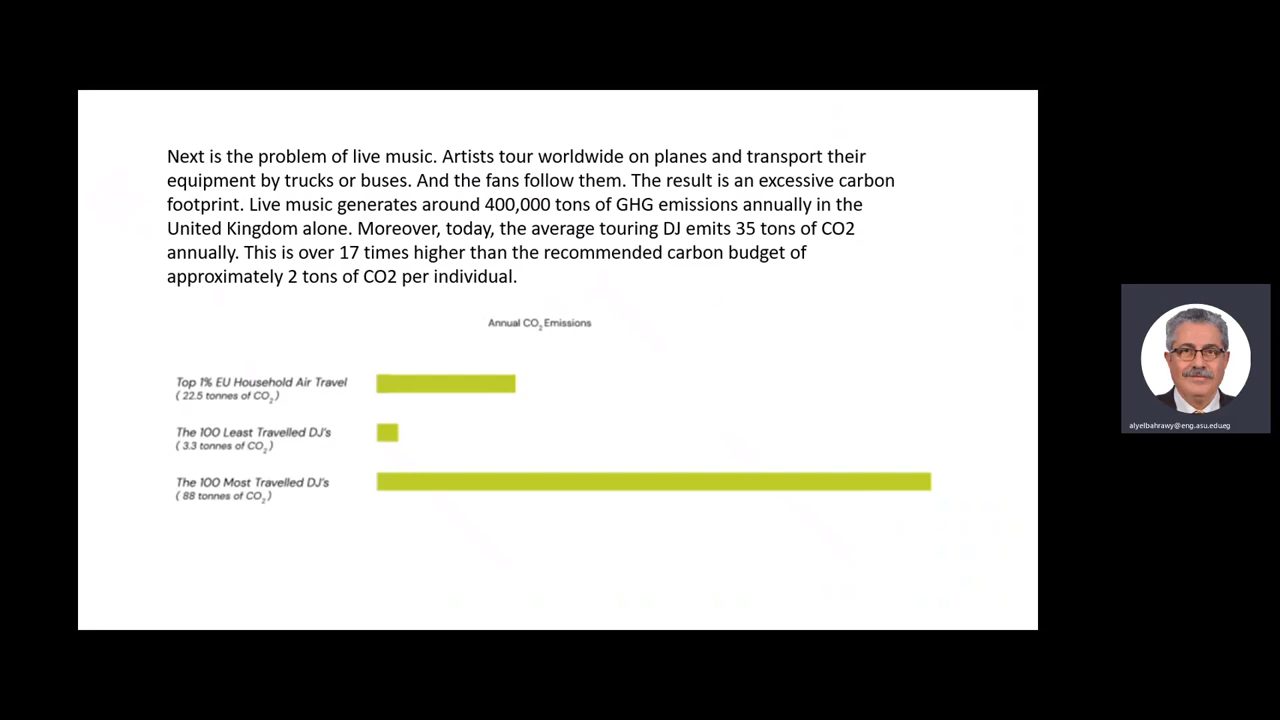 Next is the problem of live music. Artists tour worldwide on planes and transport their
equipment by trucks or buses. And the fans follow them. The result is an excessive carbon
footprint. Live music generates around 400,000 tons of GHG emissions annually in the
United Kingdom alone. Moreover, today, the average touring DJ emits 35 tons of CO2
annually. This is over 17 times higher than the recommended carbon budget of
approximately 2 tons of CO2 per individual.
Annual CO₂ Emissions
Top 1% EU Household Air Travel
( 22.5 tonnes of CO₂ )
The 100 Least Travelled DJ's
( 3.3 tonnes of CO₂ )
The 100 Most Travelled DJ's
( 88 tonnes of CO₂ )
alyelbahrawy@eng.asu.edu.eg